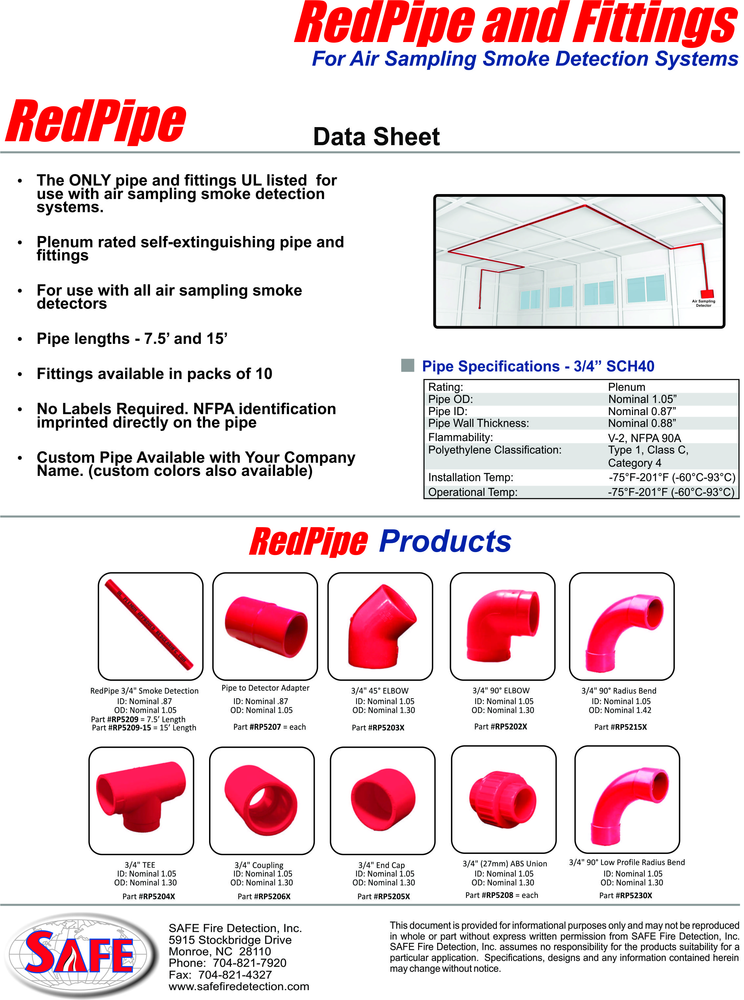 RedPipe and Fittings
For Air Sampling Smoke Detection Systems
RedPipe
Data Sheet
• The ONLY pipe and fittings UL listed for
use with air sampling smoke detection
systems.
• Plenum rated self-extinguishing pipe and
fittings
• For use with all air sampling smoke
detectors
• Pipe lengths - 7.5’ and 15’
• Fittings available in packs of 10
• No Labels Required. NFPA identification
imprinted directly on the pipe
• Custom Pipe Available with Your Company
Name. (custom colors also available)
Air Sampling
Detector
Pipe Specifications - 3/4” SCH40
Rating: Plenum
Pipe OD: Nominal 1.05”
Pipe ID: Nominal 0.87”
Pipe Wall Thickness: Nominal 0.88”
Flammability: V-2, NFPA 90A
Polyethylene Classification: Type 1, Class C,
Category 4
Installation Temp: -75°F-201°F (-60°C-93°C)
Operational Temp: -75°F-201°F (-60°C-93°C)
RedPipe Products
UL PLENUM APPROVED REDGEARMFG.COM
RedPipe 3/4" Smoke Detection
ID: Nominal .87
OD: Nominal 1.05
Part #RP5209 = 7.5’ Length
Part #RP5209-15 = 15’ Length
Pipe to Detector Adapter
ID: Nominal .87
OD: Nominal 1.05
Part #RP5207 = each
3/4" 45° ELBOW
ID: Nominal 1.05
OD: Nominal 1.30
Part #RP5203X
3/4" 90° ELBOW
ID: Nominal 1.05
OD: Nominal 1.30
Part #RP5202X
3/4" 90° Radius Bend
ID: Nominal 1.05
OD: Nominal 1.42
Part #RP5215X
3/4" TEE
ID: Nominal 1.05
OD: Nominal 1.30
Part #RP5204X
3/4" Coupling
ID: Nominal 1.05
OD: Nominal 1.30
Part #RP5206X
3/4" End Cap
ID: Nominal 1.05
OD: Nominal 1.30
Part #RP5205X
3/4" (27mm) ABS Union
ID: Nominal 1.05
OD: Nominal 1.30
Part #RP5208 = each
3/4" 90° Low Profile Radius Bend
ID: Nominal 1.05
OD: Nominal 1.30
Part #RP5230X
SAFE
SAFE Fire Detection, Inc.
5915 Stockbridge Drive
Monroe, NC 28110
Phone: 704-821-7920
Fax: 704-821-4327
www.safefiredetection.com
This document is provided for informational purposes only and may not be reproduced
in whole or part without express written permission from SAFE Fire Detection, Inc.
SAFE Fire Detection, Inc. assumes no responsibility for the products suitability for a
particular application. Specifications, designs and any information contained herein
may change without notice.